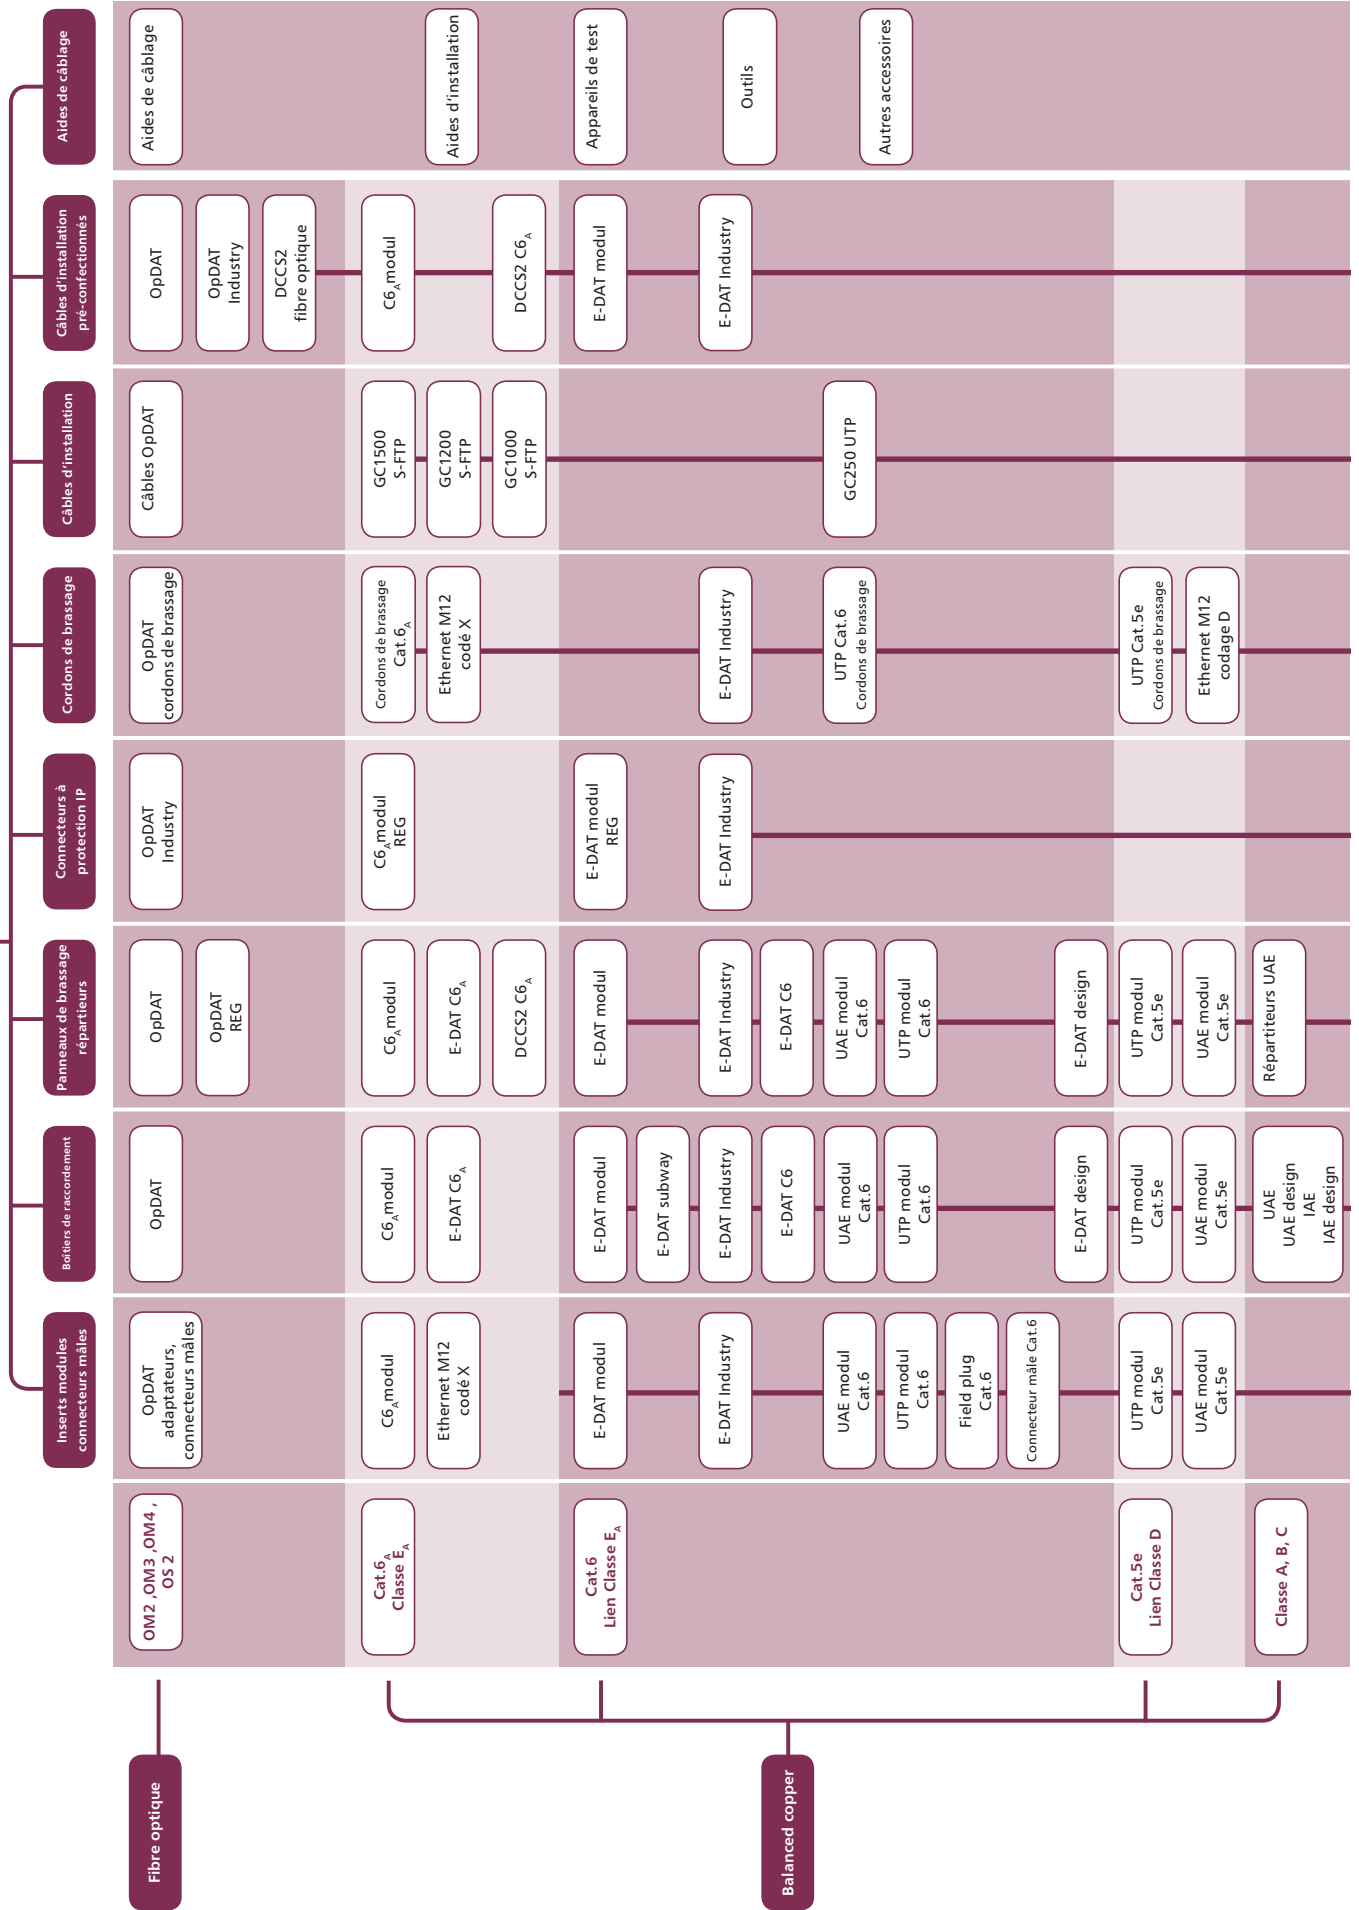 Fibre optique
Balanced copper
OM2 ,OM3 ,OM4 ,
OS 2
Cat.6A
Classe EA
Cat.6
Lien Classe EA
Cat.5e
Lien Classe D
Classe A, B, C
Inserts modules
connecteurs mâles
OpDAT
adaptateurs,
connecteurs mâles
C6A modul
Ethernet M12
codé X
E-DAT modul
E-DAT Industry
UAE modul
Cat.6
UTP modul
Cat.6
Field plug
Cat.6
Connecteur mâle Cat.6
UTP modul
Cat.5e
UAE modul
Cat.5e
Boîtiers de raccordement
OpDAT
C6A modul
E-DAT C6A
E-DAT modul
E-DAT subway
E-DAT Industry
E-DAT C6
UAE modul
Cat.6
UTP modul
Cat.6
E-DAT design
UTP modul
Cat.5e
UAE modul
Cat.5e
UAE
UAE design
IAE
IAE design
Panneaux de brassage
répartieurs
OpDAT
OpDAT
REG
C6A modul
E-DAT C6A
DCCS2 C6A
E-DAT modul
E-DAT Industry
E-DAT C6
UAE modul
Cat.6
UTP modul
Cat.6
E-DAT design
UTP modul
Cat.5e
UAE modul
Cat.5e
Répartiteurs UAE
Connecteurs à
protection IP
OpDAT
Industry
C6A modul
REG
E-DAT modul
REG
E-DAT Industry
Cordons de brassage
OpDAT
cordons de brassage
Cordons de brassage
Cat.6A
Ethernet M12
codé X
E-DAT Industry
UTP Cat.6
Cordons de brassage
UTP Cat.5e
Cordons de brassage
Ethernet M12
codage D
Câbles d'installation
Câbles OpDAT
GC1500
S-FTP
GC1200
S-FTP
GC1000
S-FTP
GC250 UTP
Câbles d'installation
pré-confectionnés
OpDAT
OpDAT
Industry
DCCS2
fibre optique
C6A modul
DCCS2 C6A
E-DAT modul
E-DAT Industry
Aides de câblage
Aides de câblage
Aides d'installation
Appareils de test
Outils
Autres accessoires